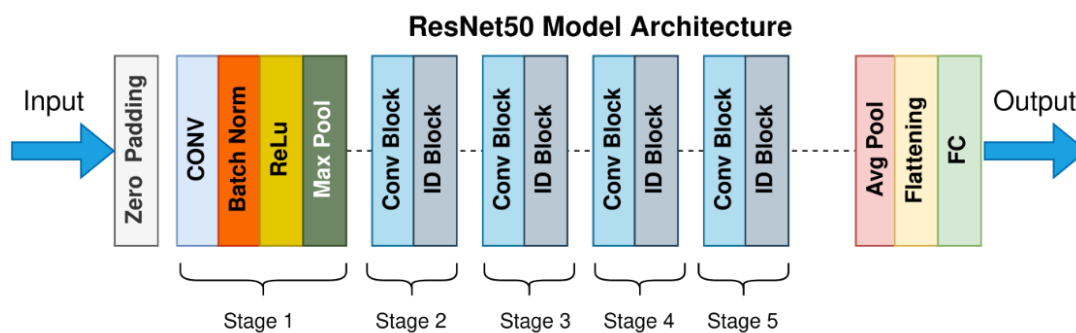 ResNet50 Model Architecture
Input
Zero Padding
CONV
Batch Norm
ReLu
Max Pool
Conv Block
ID Block
Conv Block
ID Block
Conv Block
ID Block
Conv Block
ID Block
Avg Pool
Flattening
FC
Output
Stage 1
Stage 2
Stage 3
Stage 4
Stage 5